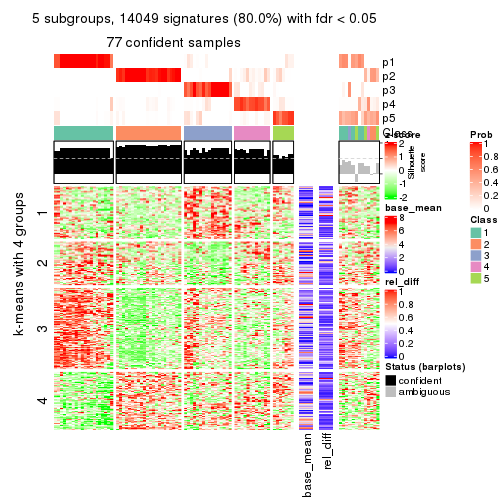 5 subgroups, 14049 signatures (80.0%) with fdr < 0.05
77 confident samples
p1
p2
p3
p4
p5
Class
Silhouette
score
k-means with 4 groups
1
2
3
4
base_mean
rel_diff
z-score
2
1
0
-1
-2
base_mean
8
6
4
2
0
rel_diff
1
0.8
0.6
0.4
0.2
0
Status (barplots)
confident
ambiguous
Prob
1
0.8
0.6
0.4
0.2
0
Class
1
2
3
4
5